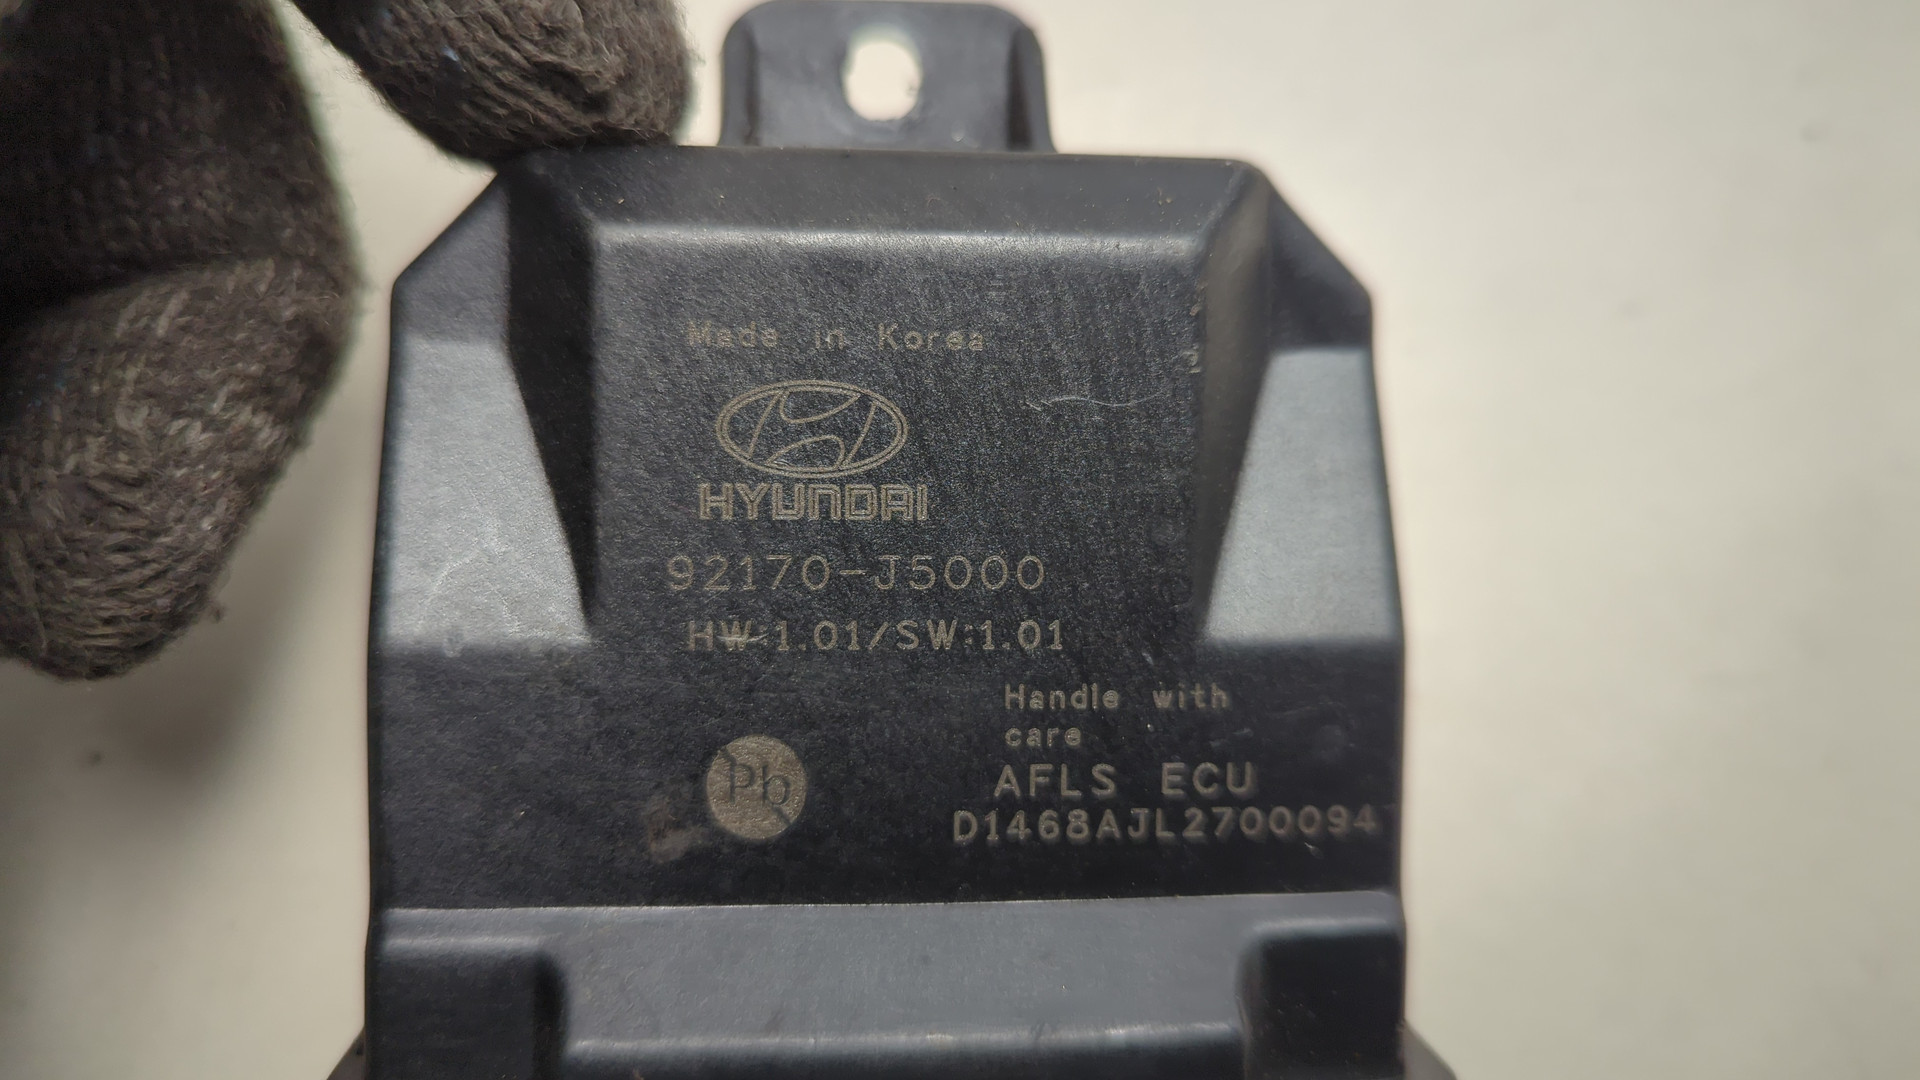 Made in Korea
HYUNDAI
92170-J5000
HW:1.01/SW:1.01
Handle with
care
AFLS ECU
Pb
D1468AJL2700094